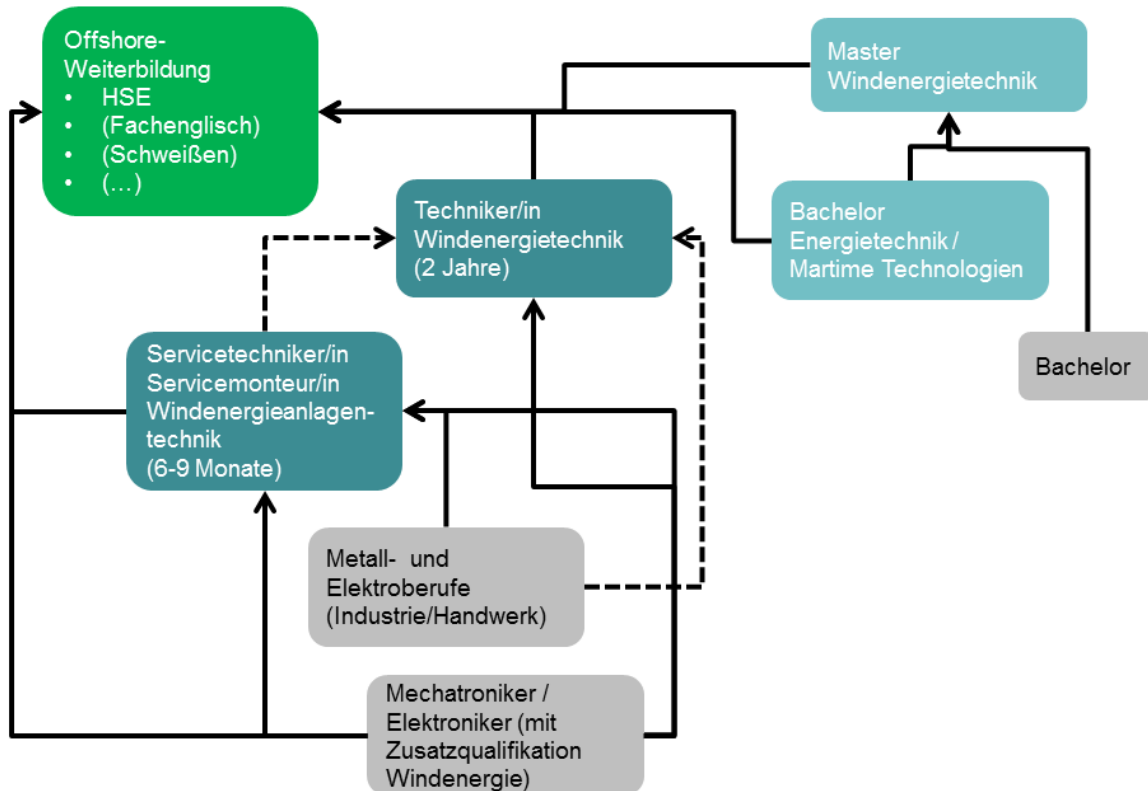 Offshore-
Weiterbildung
• HSE
• (Fachenglisch)
• (Schweißen)
• (...)
Master
Windenergietechnik
Techniker/in
Windenergietechnik
(2 Jahre)
Bachelor
Energietechnik /
Martime Technologien
Servicetechniker/in
Servicemonteur/in
Windenergieanlagen-
technik
(6-9 Monate)
Bachelor
Metall- und
Elektroberufe
(Industrie/Handwerk)
Mechatroniker /
Elektroniker (mit
Zusatzqualifikation
Windenergie)